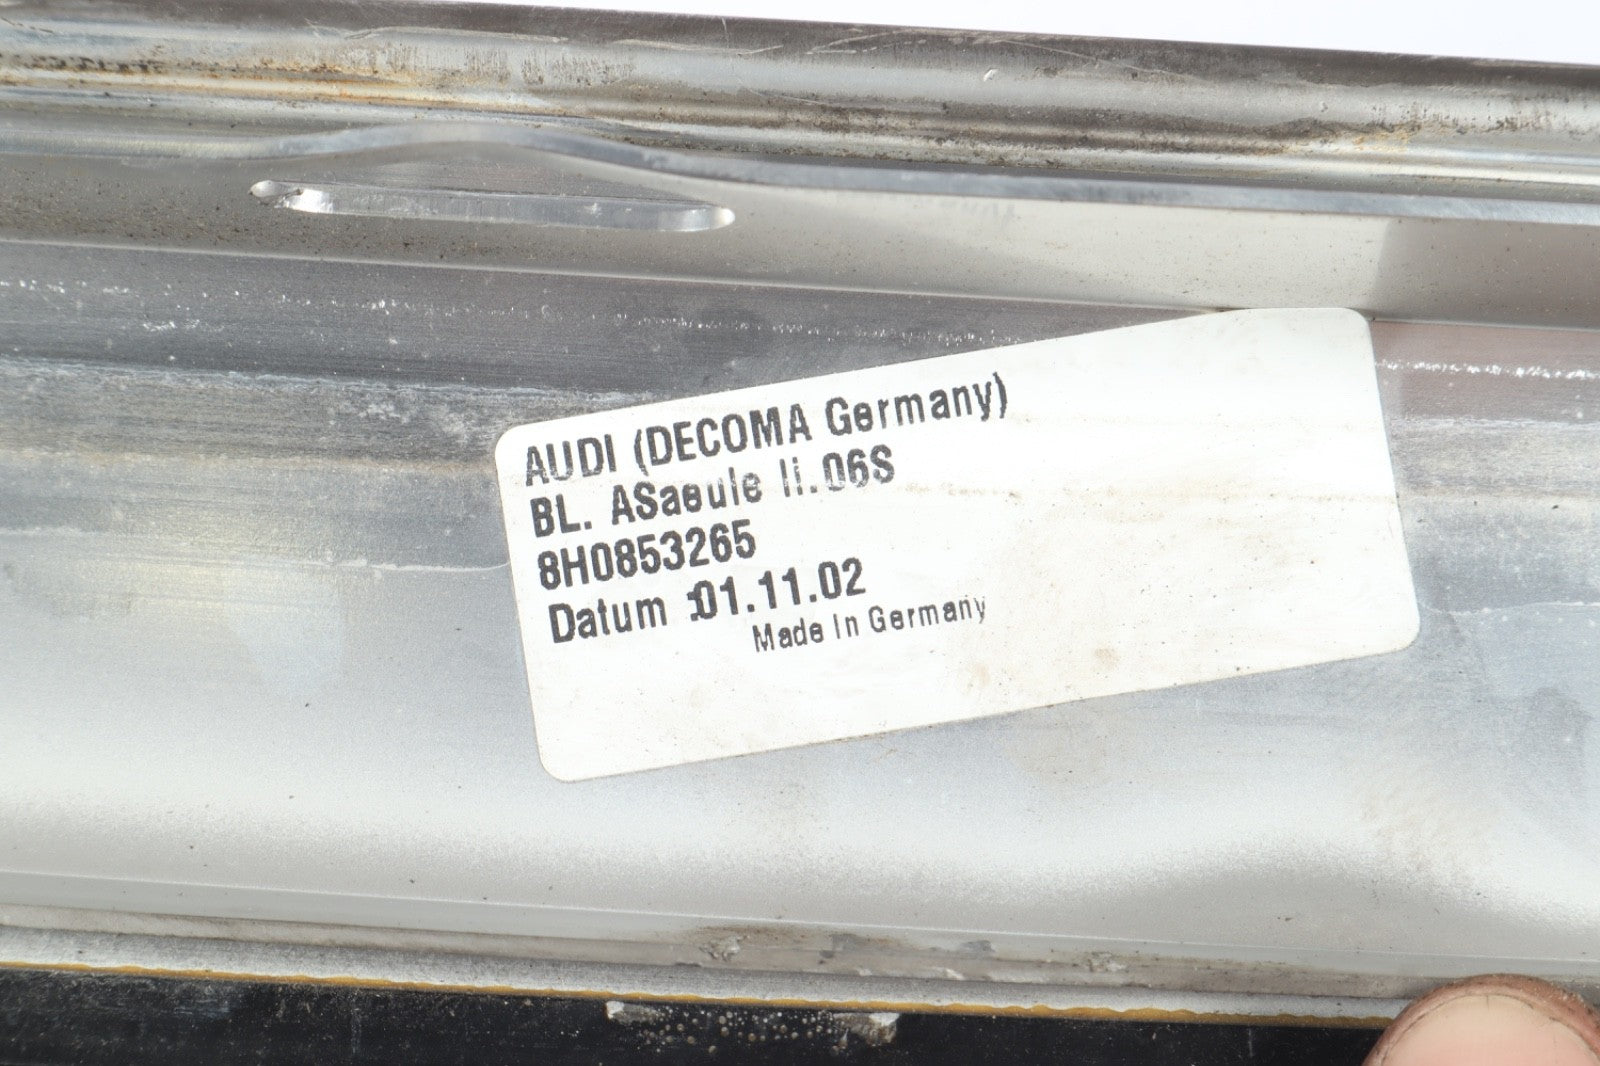 AUDI (DECOMA Germany)
BL. ASaeule li.06S
8H0853265
Datum :01.11.02
Made In Germany